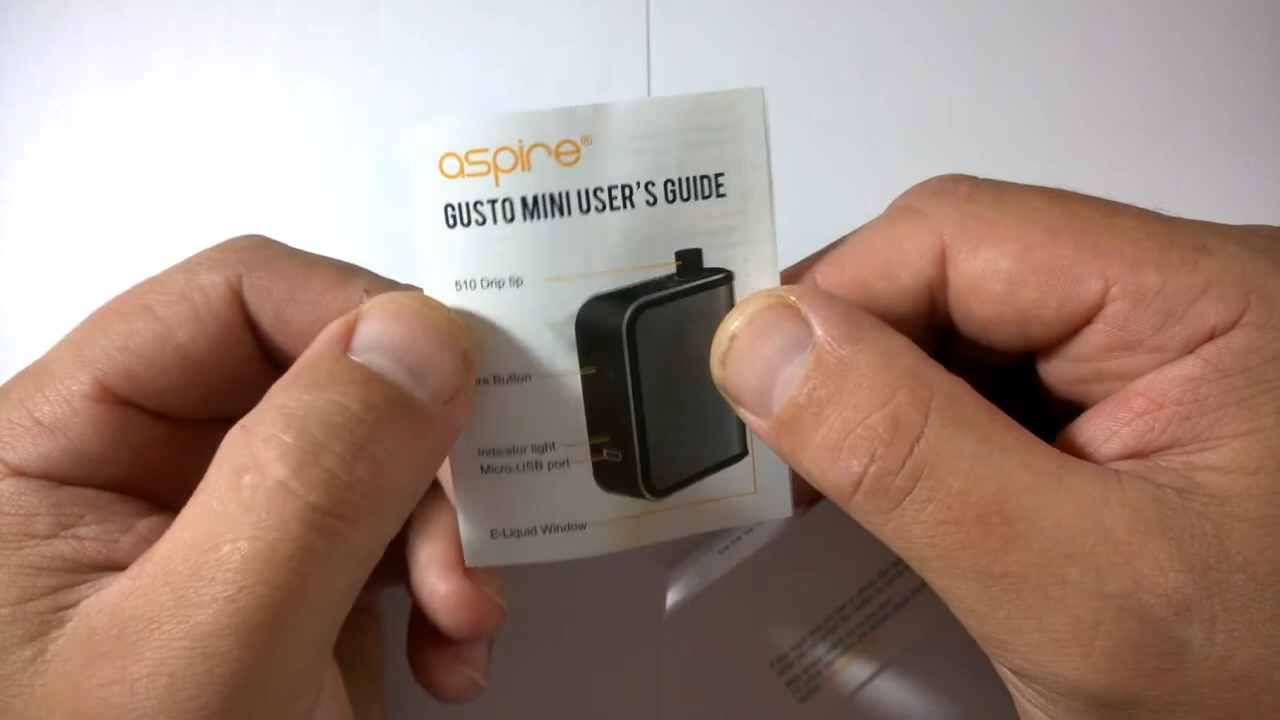 aspire®
GUSTO MINI USER'S GUIDE
510 Drip tip
Button
Indicator light
Micro-USB port
E-Liquid Window